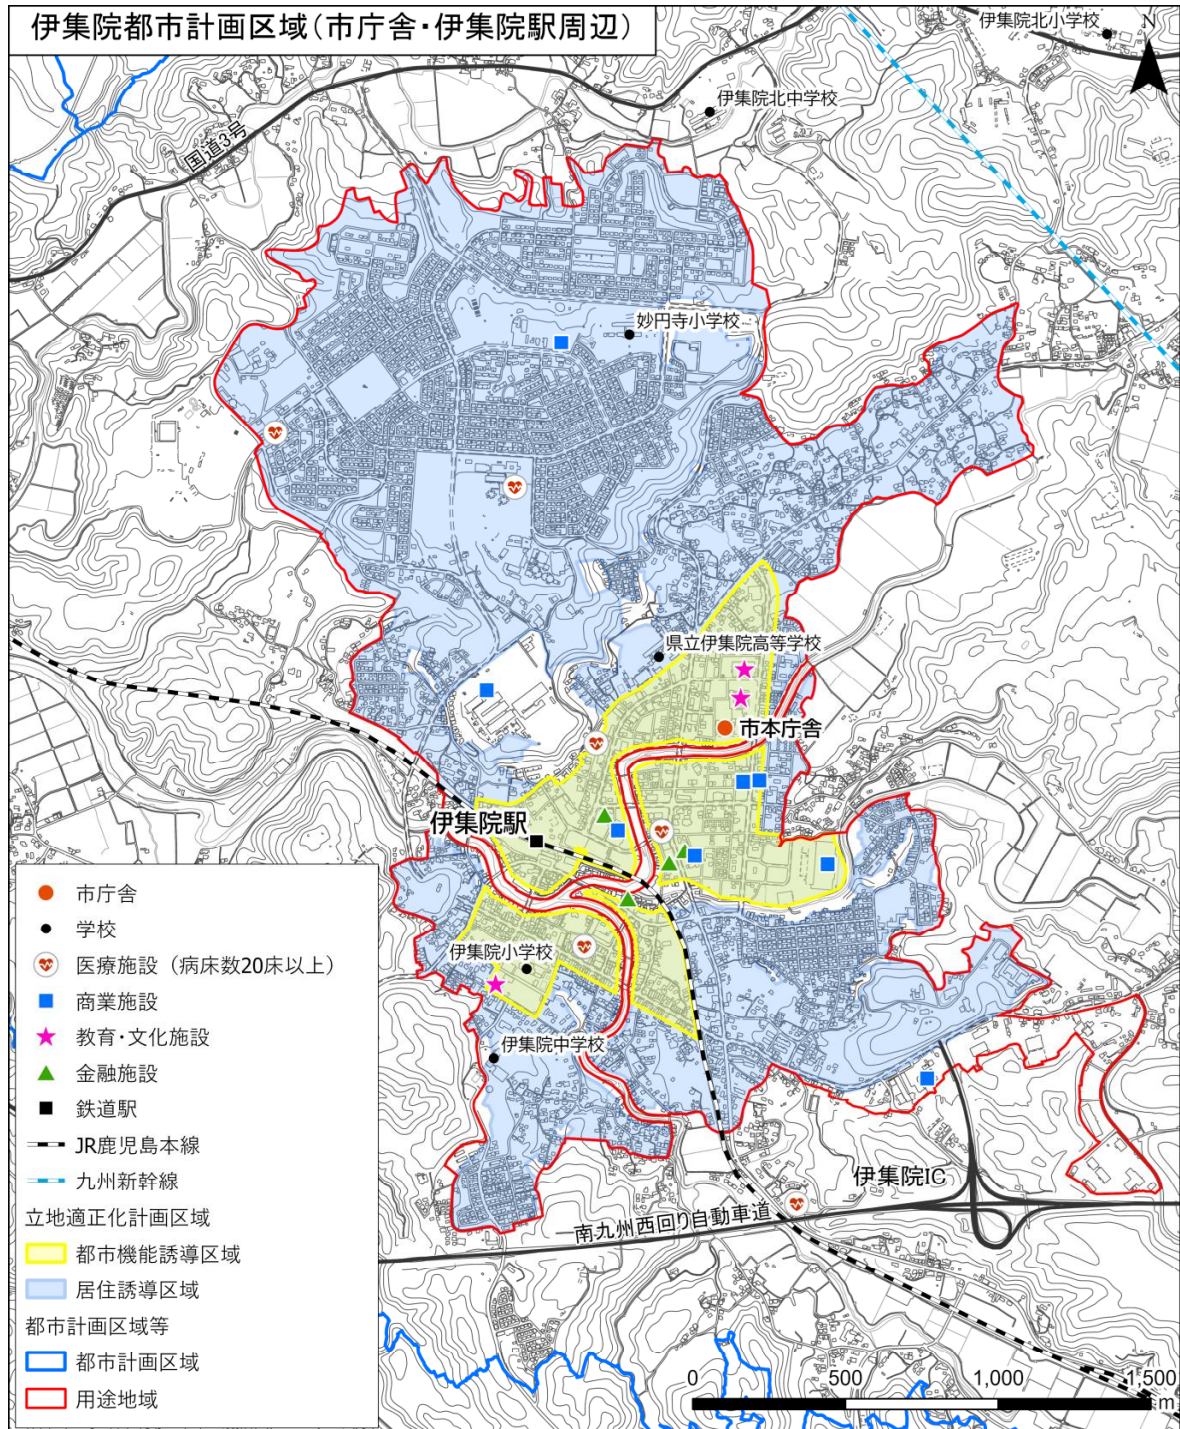 伊集院都市計画区域（市庁舎・伊集院駅周辺）
伊集院北小学校
N
伊集院北中学校
国道3号
妙円寺小学校
県立伊集院高等学校
市本庁舎
伊集院駅
伊集院小学校
伊集院中学校
伊集院IC
南九州西回り自動車道
市庁舎
学校
医療施設（病床数20床以上）
商業施設
教育・文化施設
金融施設
鉄道駅
JR鹿児島本線
九州新幹線
立地適正化計画区域
都市機能誘導区域
居住誘導区域
都市計画区域等
都市計画区域
用途地域
0 500 1,000 1,500
m